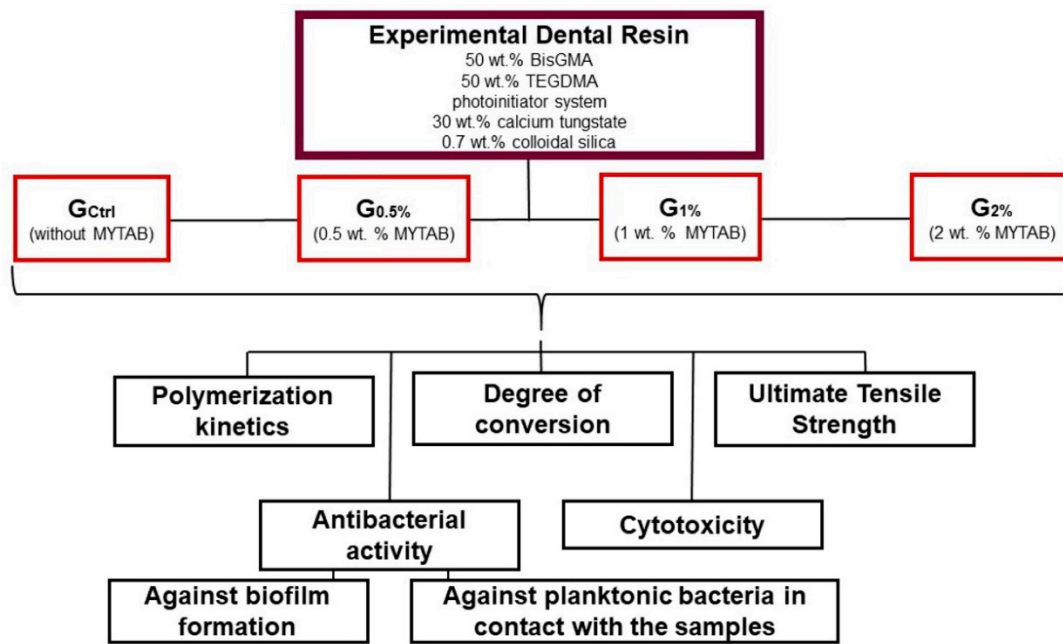 Experimental Dental Resin
50 wt.% BisGMA
50 wt.% TEGDMA
photoinitiator system
30 wt.% calcium tungstate
0.7 wt.% colloidal silica
GCtrl
(without MYTAB)
G0.5%
(0.5 wt. % MYTAB)
G1%
(1 wt. % MYTAB)
G2%
(2 wt. % MYTAB)
Polymerization
kinetics
Degree of
conversion
Ultimate Tensile
Strength
Antibacterial
activity
Cytotoxicity
Against biofilm
formation
Against planktonic bacteria in
contact with the samples